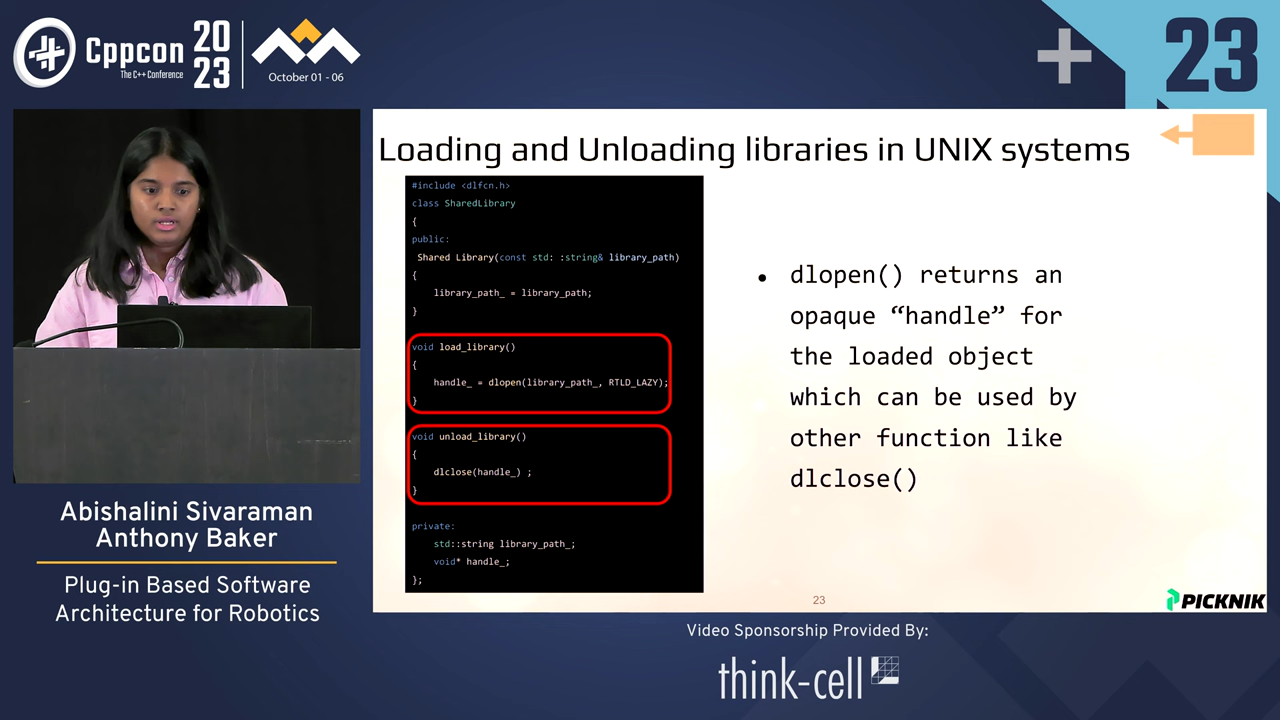 Cppcon
The C++ Conference
20
23
October 01 - 06
23
Loading and Unloading libraries in UNIX systems
#include <dlfcn.h>
class SharedLibrary
{
public:
Shared Library(const std: :string& library_path)
{
library_path_ = library_path;
}
void load_library()
{
handle_ = dlopen(library_path_, RTLD_LAZY);
}
void unload_library()
{
dlclose(handle_) ;
}
private:
std::string library_path_;
void* handle_;
};
• dlopen() returns an
opaque “handle” for
the loaded object
which can be used by
other function like
dlclose()
23
PICKNIK
Abishalini Sivaraman
Anthony Baker
Plug-in Based Software
Architecture for Robotics
Video Sponsorship Provided By:
think-cell